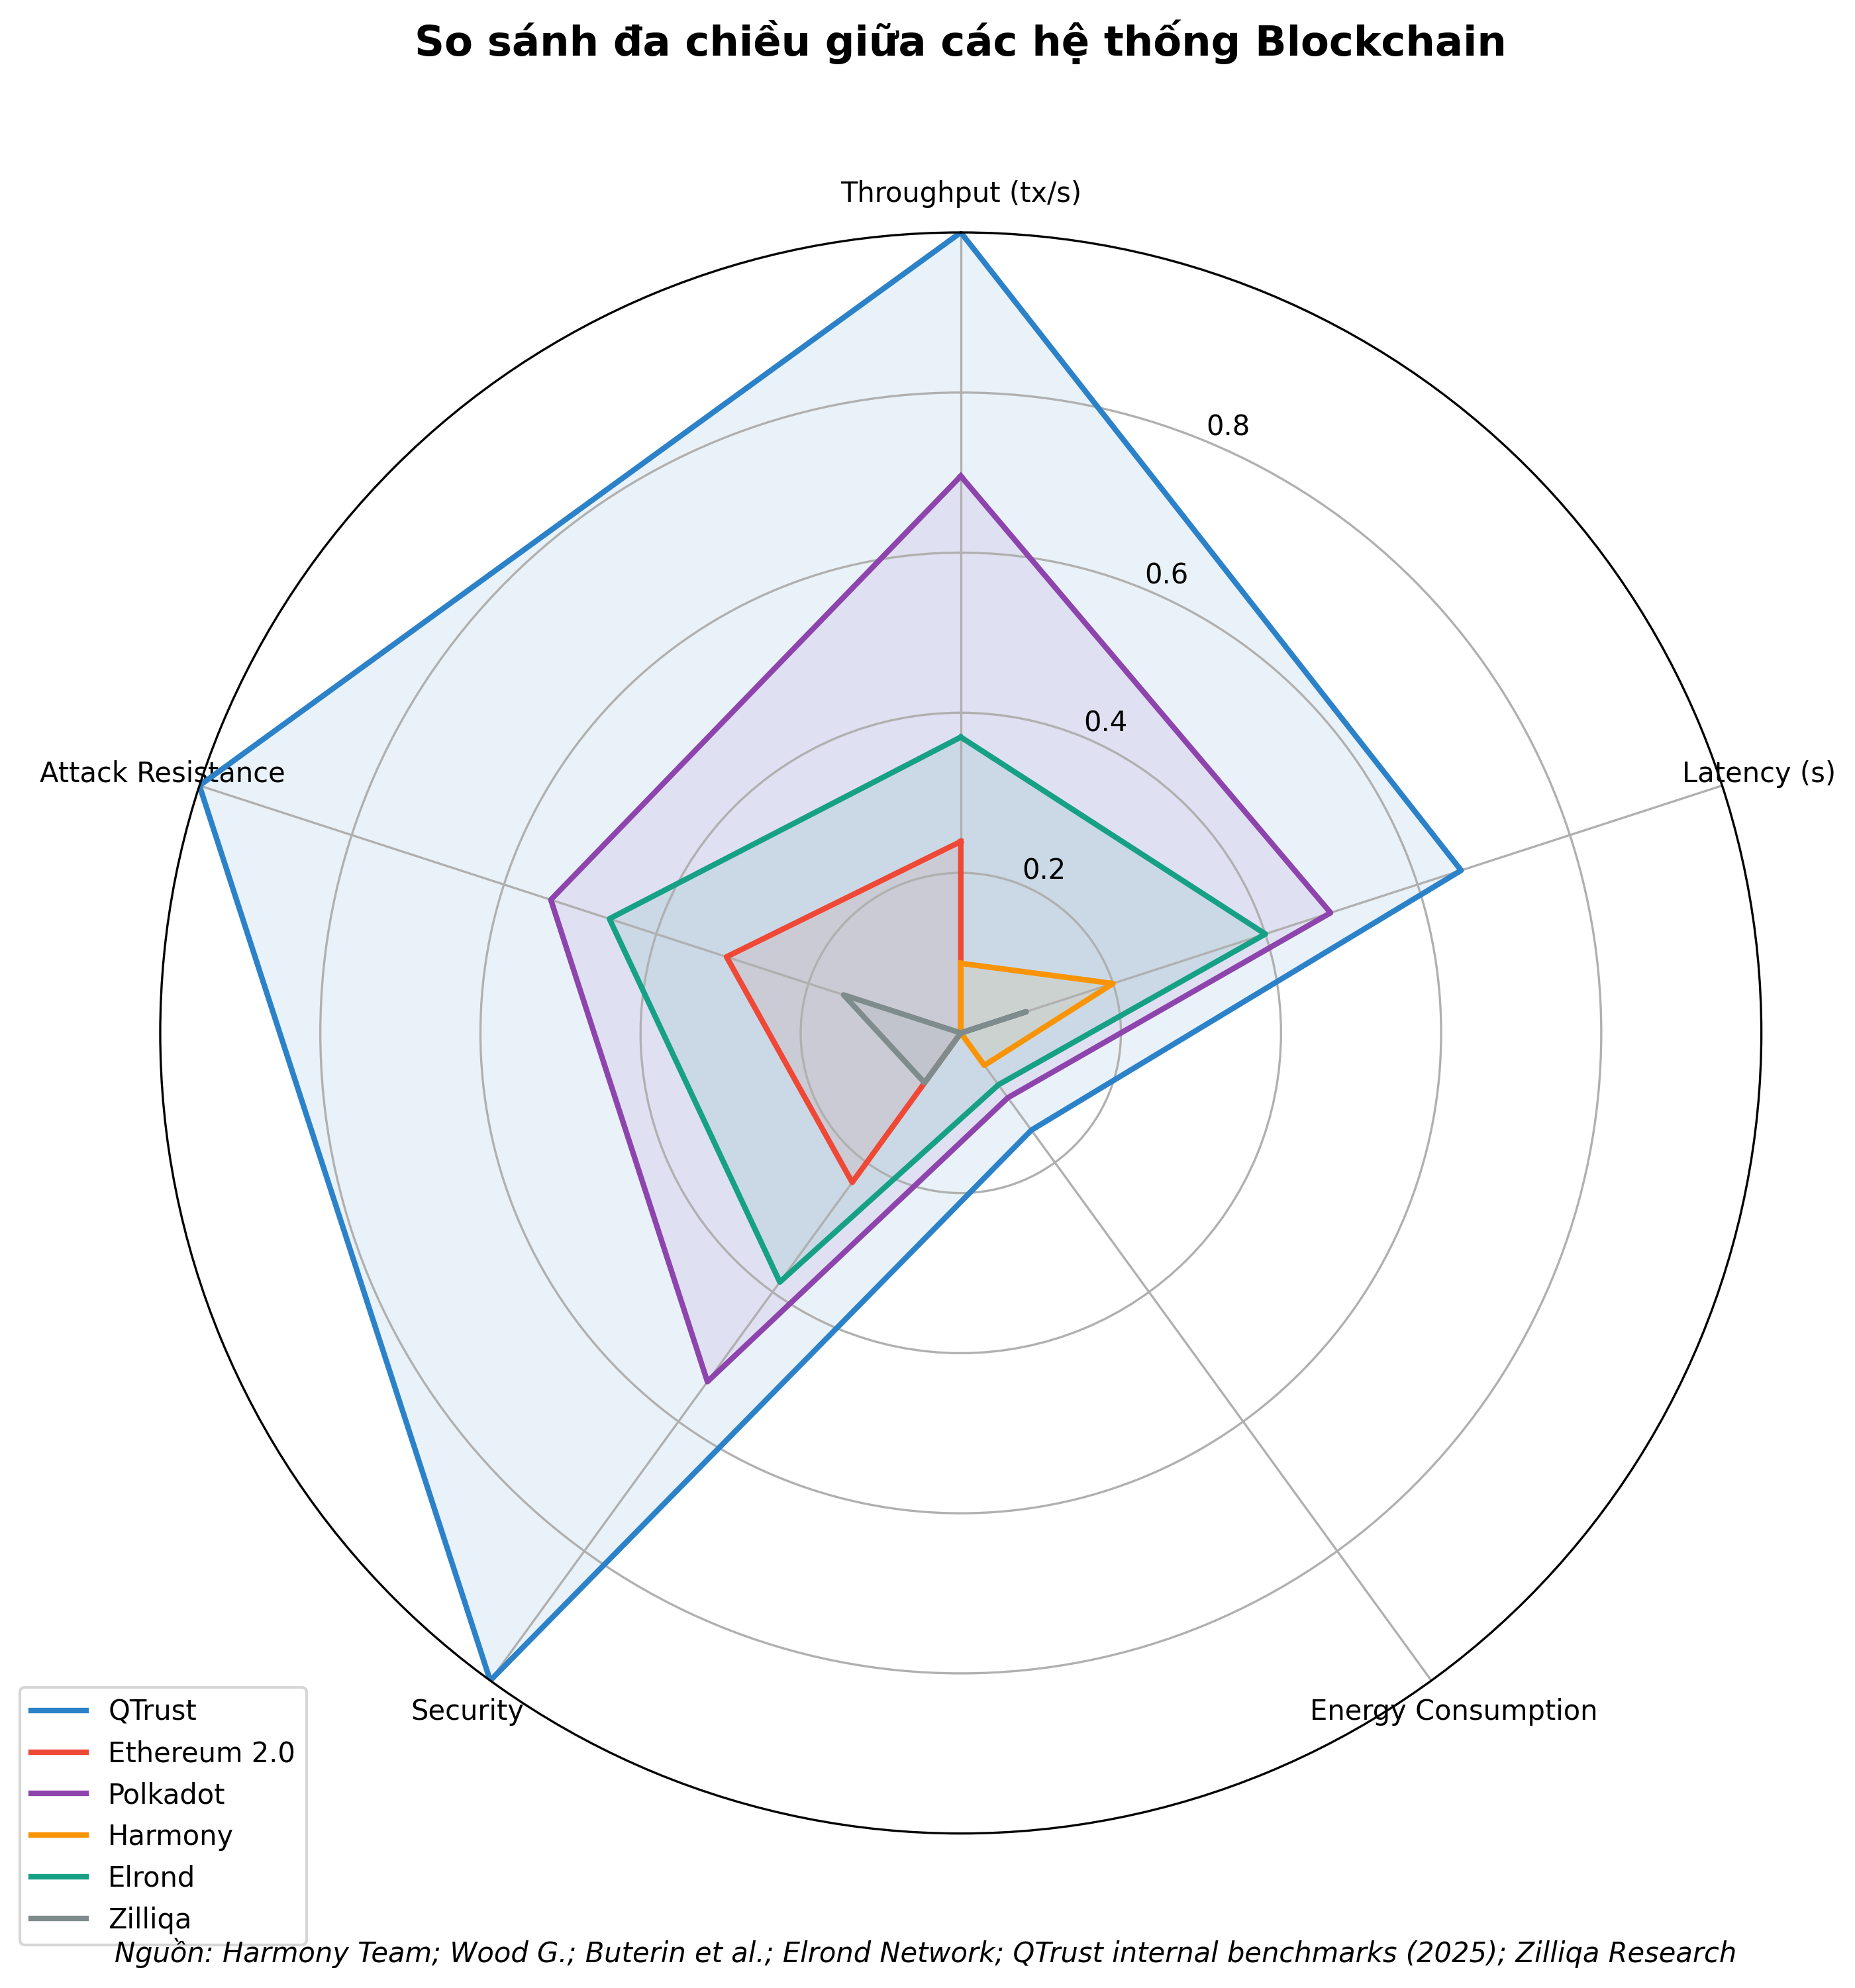 So sánh đa chiều giữa các hệ thống Blockchain
Throughput (tx/s)
0.8
0.6
0.4
0.2
Attack Resistance
Latency (s)
Security
Energy Consumption
QTrust
Ethereum 2.0
Polkadot
Harmony
Elrond
Zilliqa
Nguồn: Harmony Team; Wood G.; Buterin et al.; Elrond Network; QTrust internal benchmarks (2025); Zilliqa Research